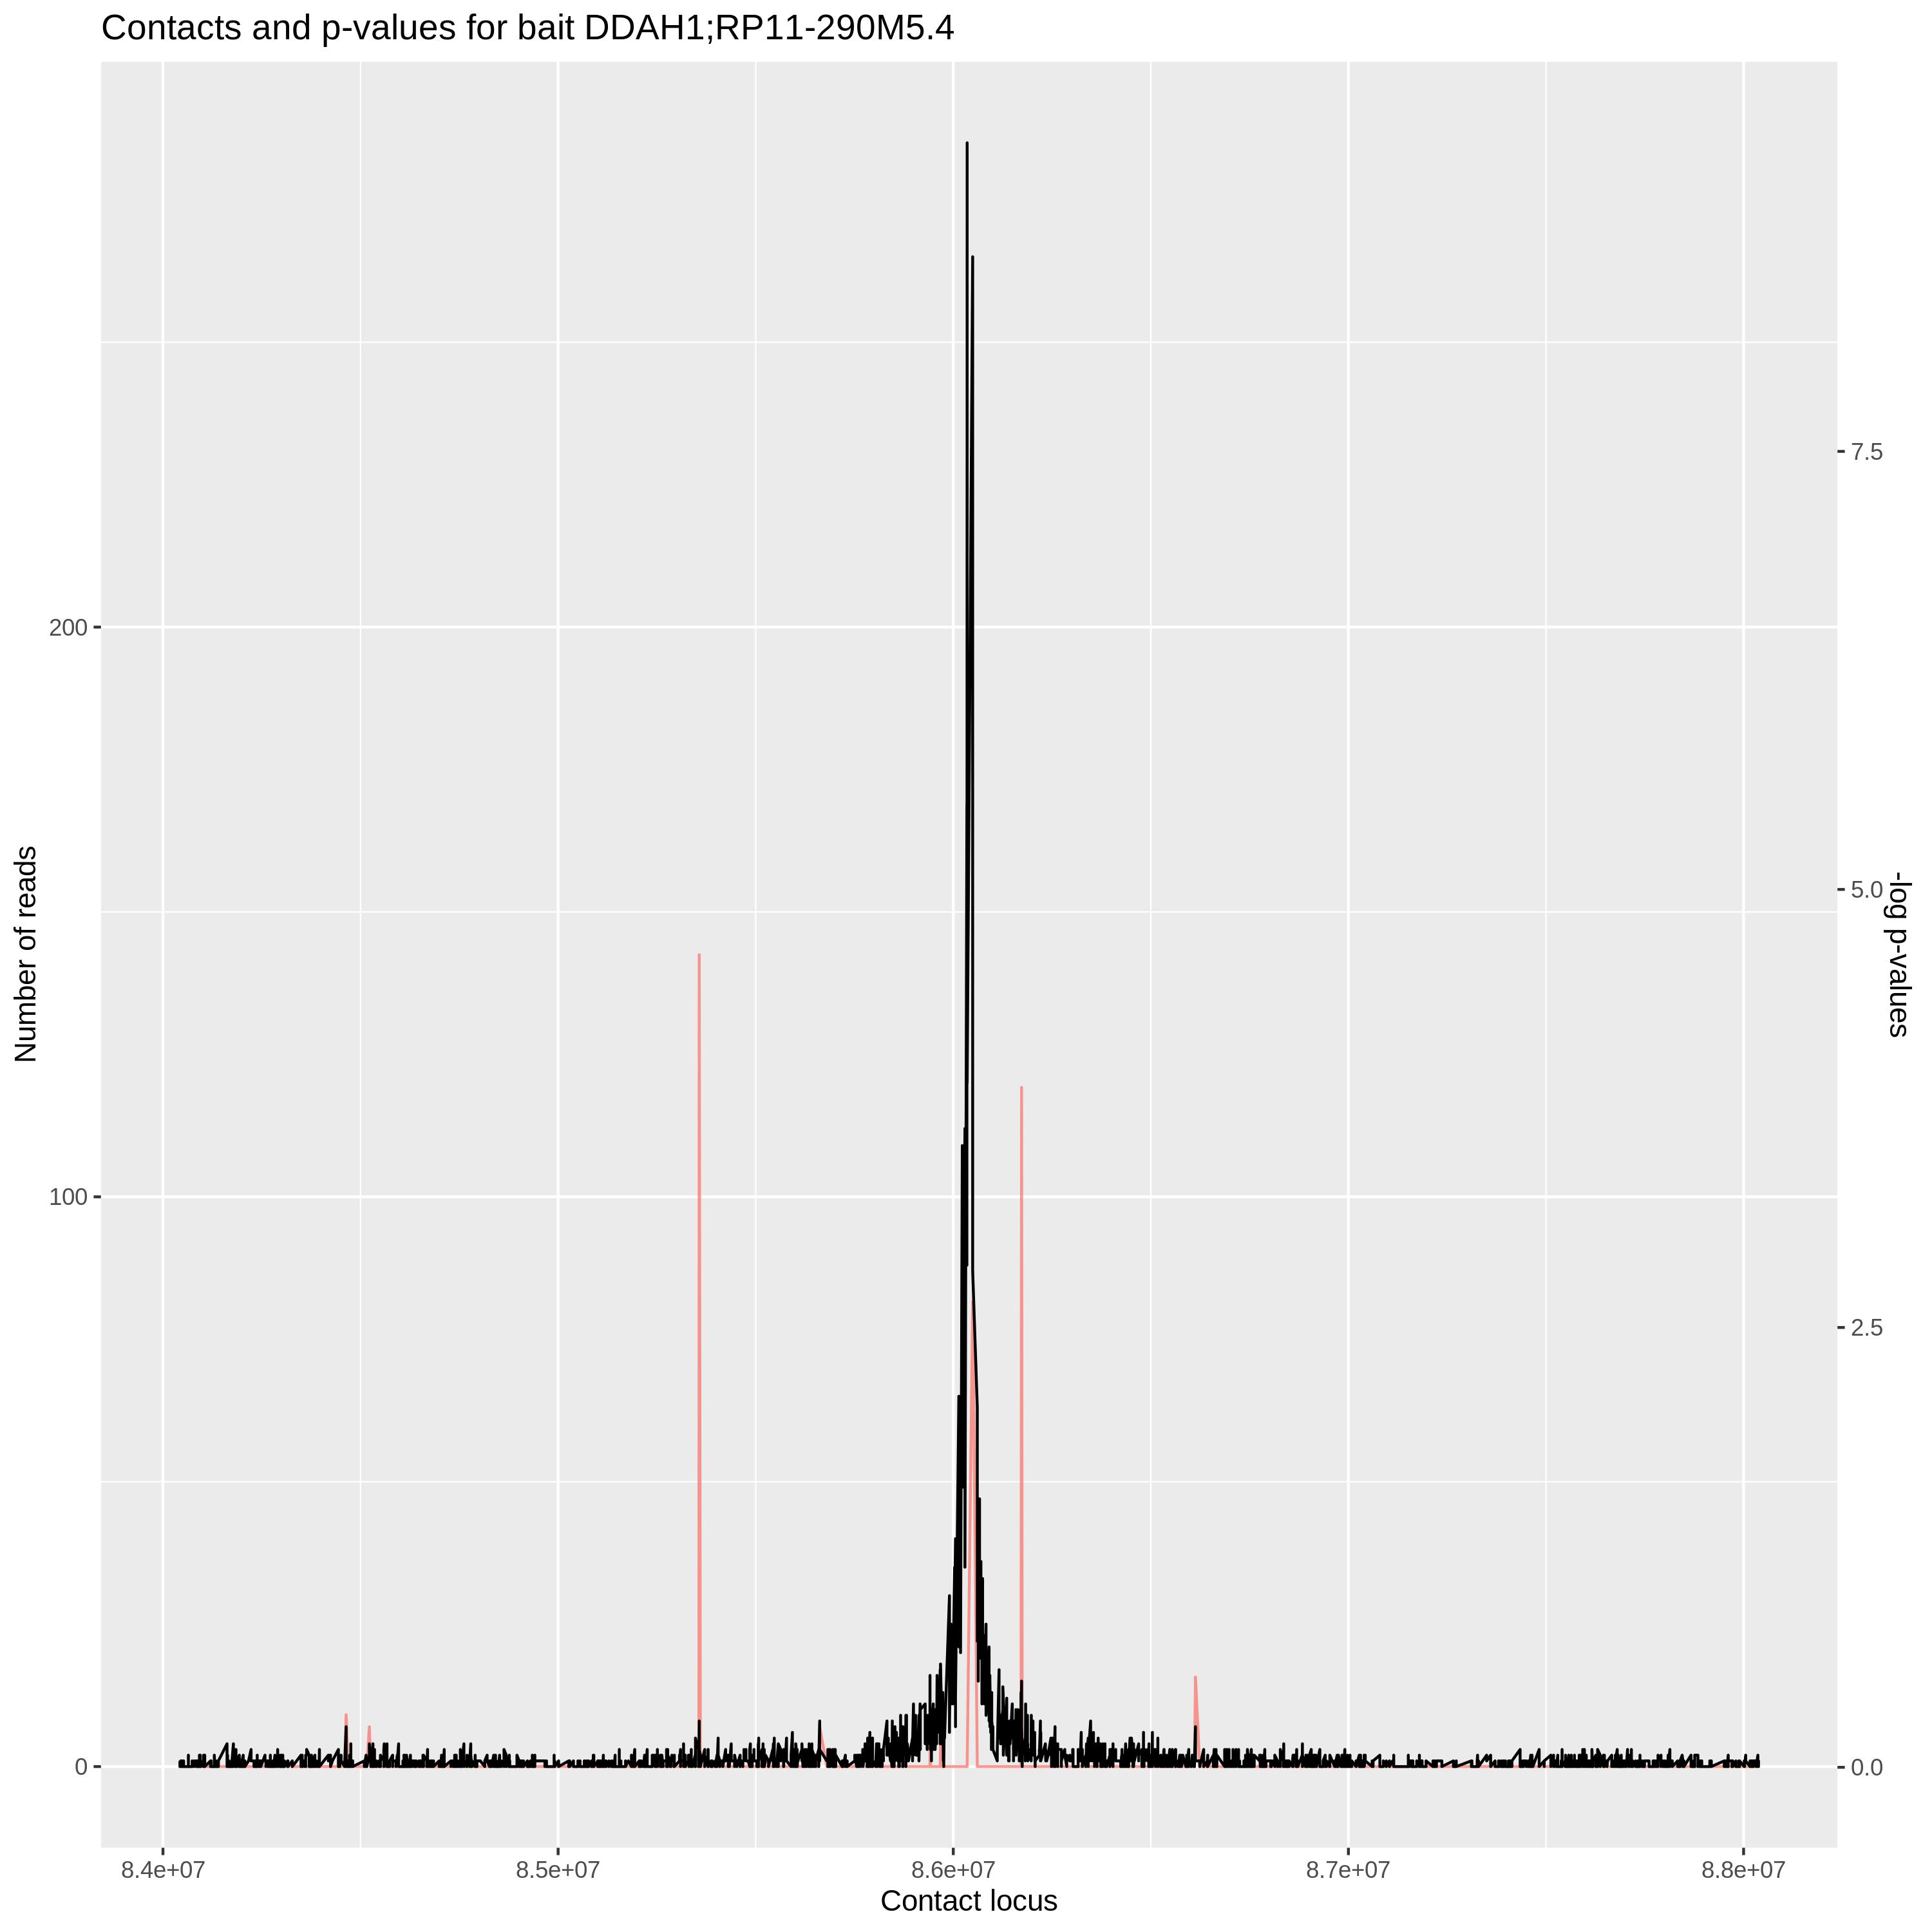 Contacts and p-values for bait DDAH1;RP11-290M5.4
Number of reads
200
100
0
7.5
5.0
2.5
0.0
-log p-values
8.4e+07
8.5e+07
8.6e+07
8.7e+07
8.8e+07
Contact locus